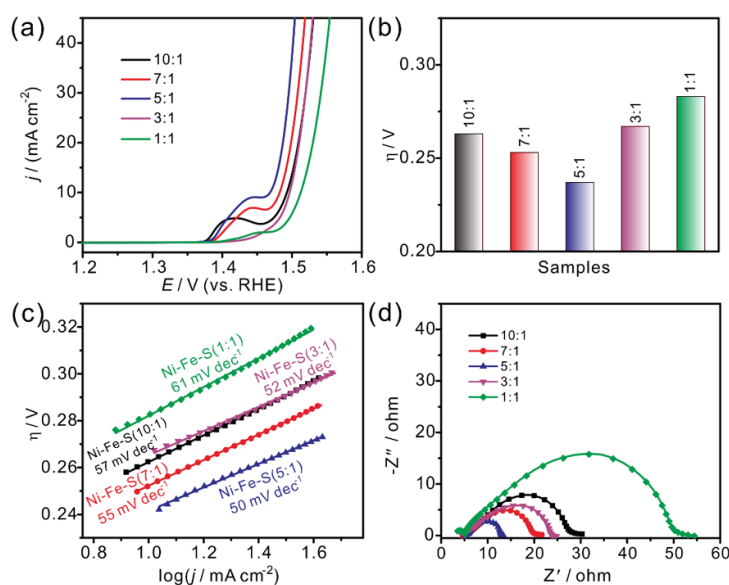 (a)
10:1
7:1
5:1
3:1
1:1
j / (mA cm⁻²)
40
30
20
10
0
1.2 1.3 1.4 1.5 1.6
E / V (vs. RHE)
(b)
η / V
0.30
0.25
0.20
10:1
7:1
5:1
3:1
1:1
Samples
(c)
η / V
0.32
0.30
0.28
0.26
0.24
Ni-Fe-S(1:1)
61 mV dec⁻¹
Ni-Fe-S(3:1)
52 mV dec⁻¹
Ni-Fe-S(10:1)
57 mV dec⁻¹
Ni-Fe-S(7:1)
55 mV dec⁻¹
Ni-Fe-S(5:1)
50 mV dec⁻¹
0.8 1.0 1.2 1.4 1.6 1.8
log(j / mA cm⁻²)
(d)
10:1
7:1
5:1
3:1
1:1
-Z″ / ohm
45
30
15
0
0 10 20 30 40 50 60
Z′ / ohm